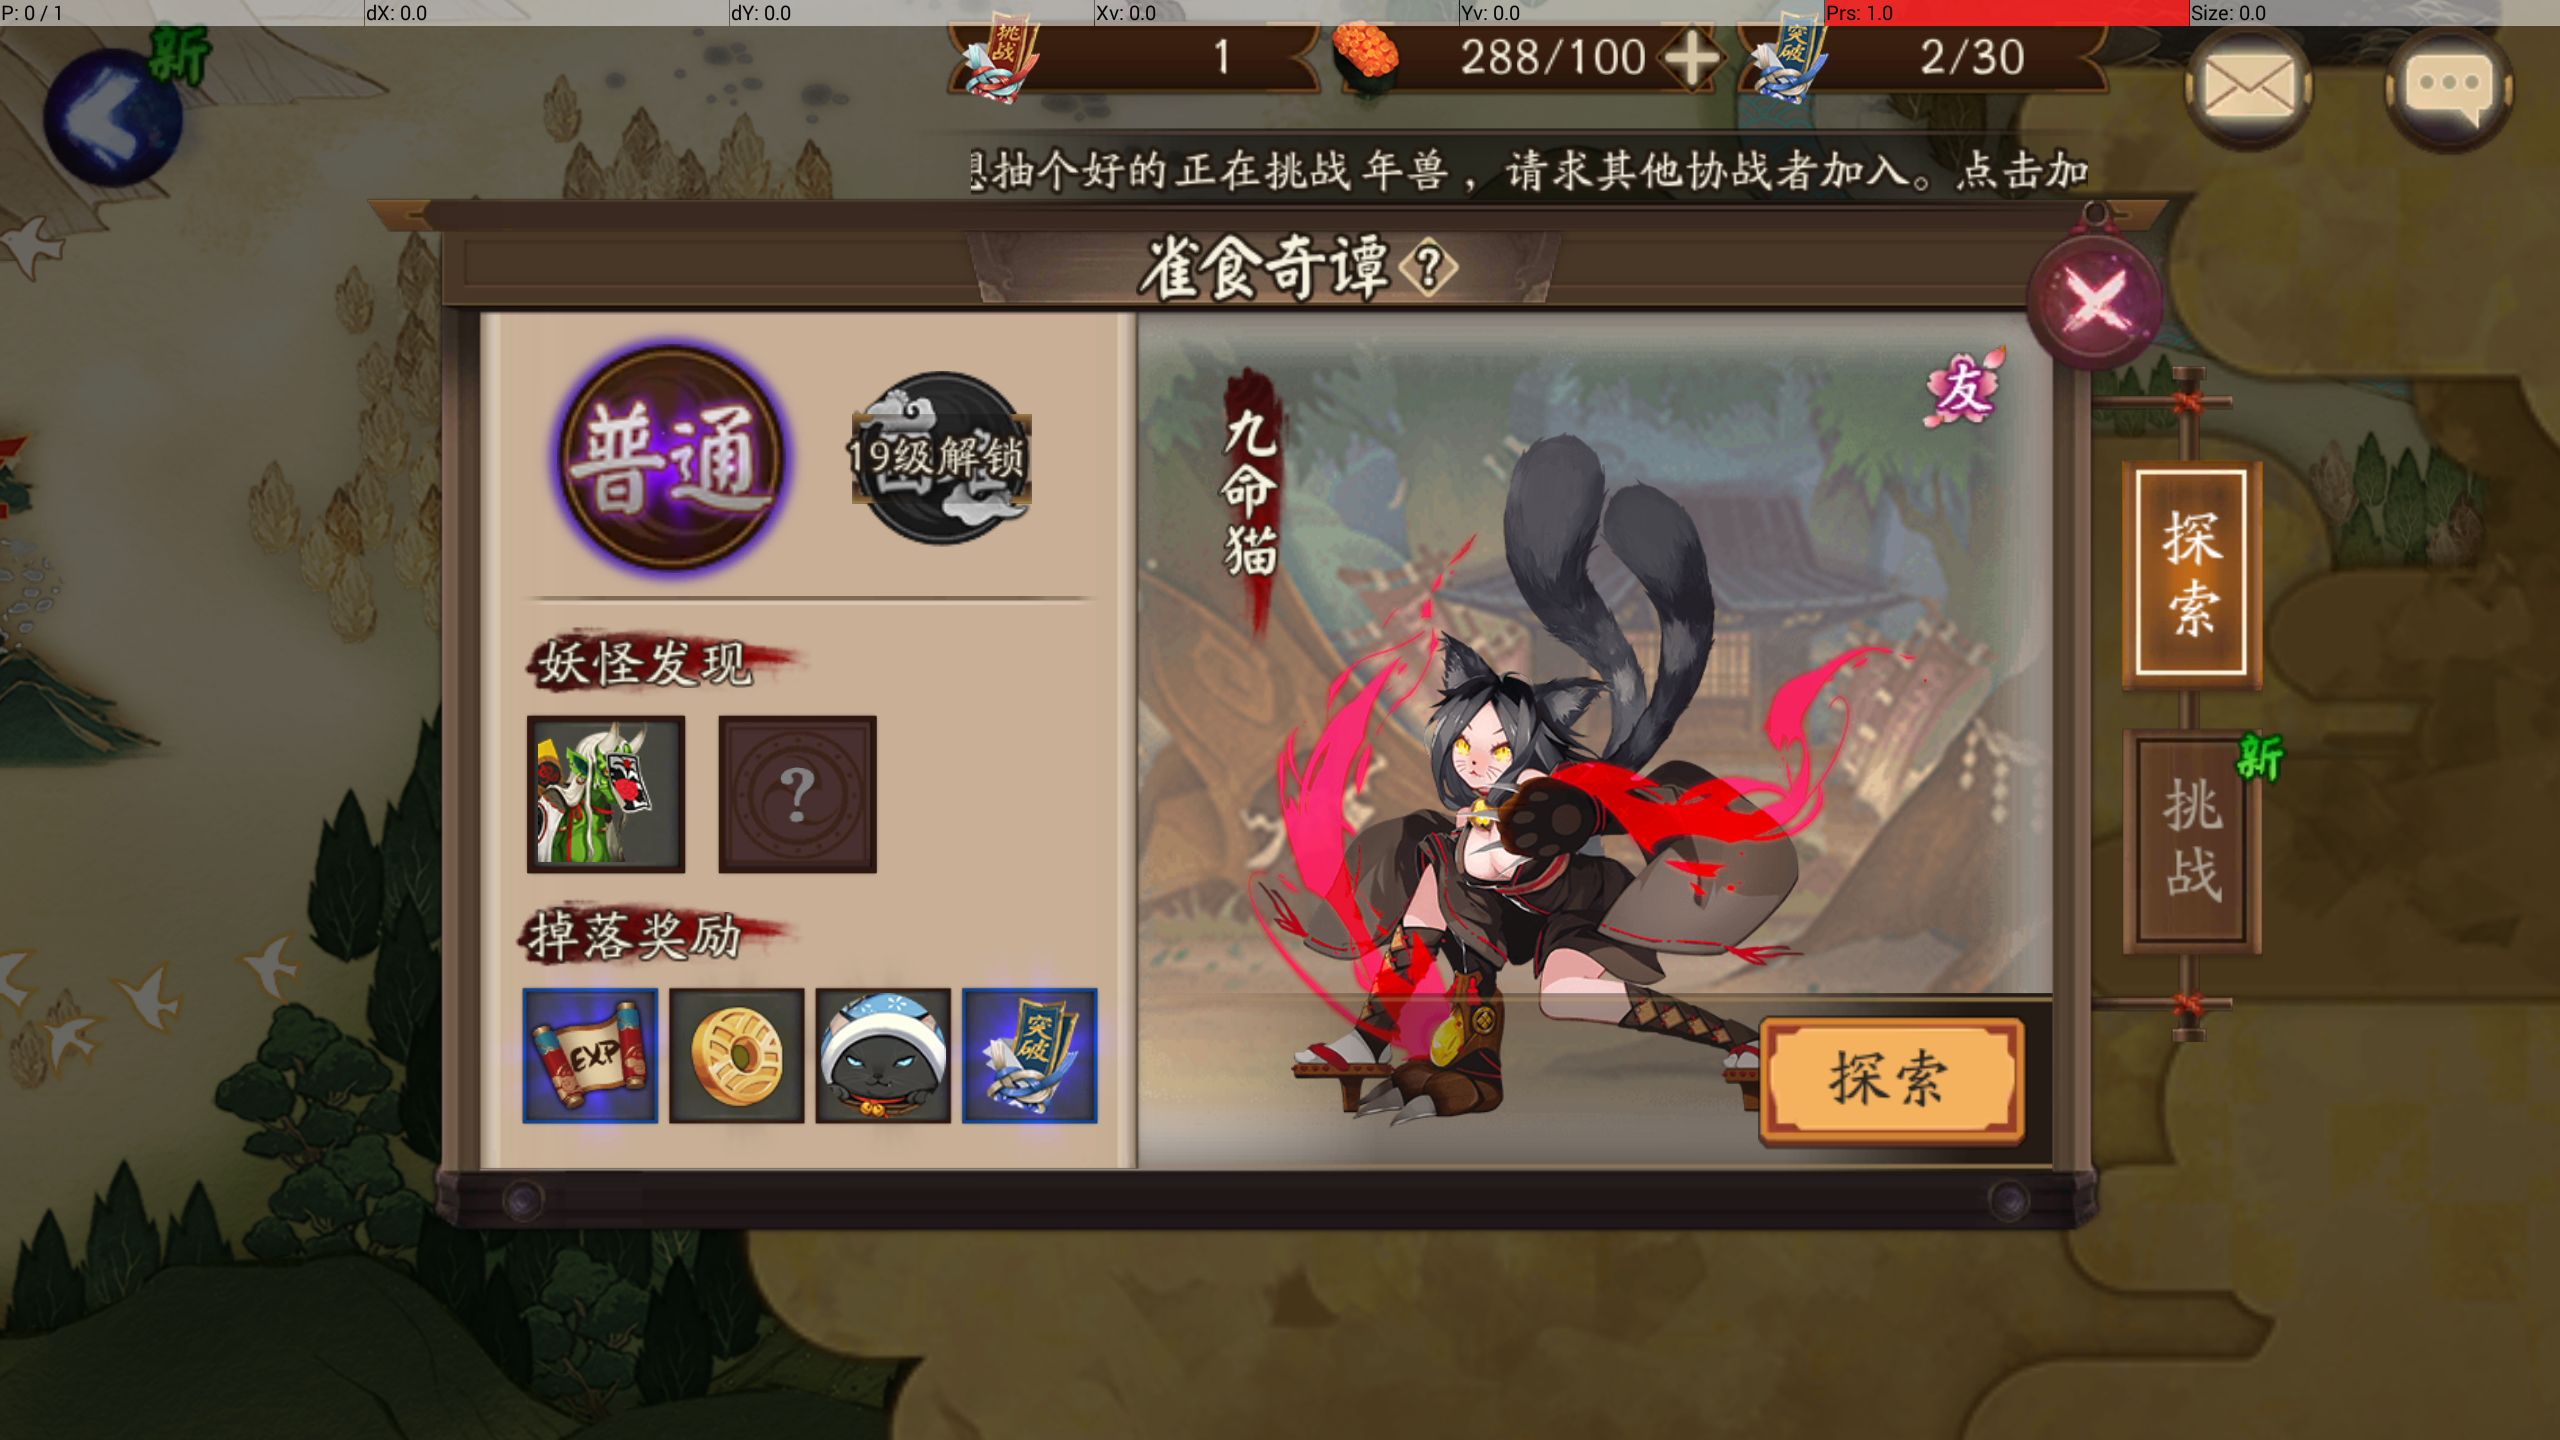 P: 0 / 1
dX: 0.0
dY: 0.0
Xv: 0.0
Yv: 0.0
Prs: 1.0
Size: 0.0
新
挑战
1
288/100
突破
2/30
抽个好的 正在挑战 年兽，请求其他协战者加入。点击加
雀食奇谭
?
普通
19级解锁
九命猫
友
妖怪发现
?
掉落奖励
EXP
突破
探索
探索
新
挑战